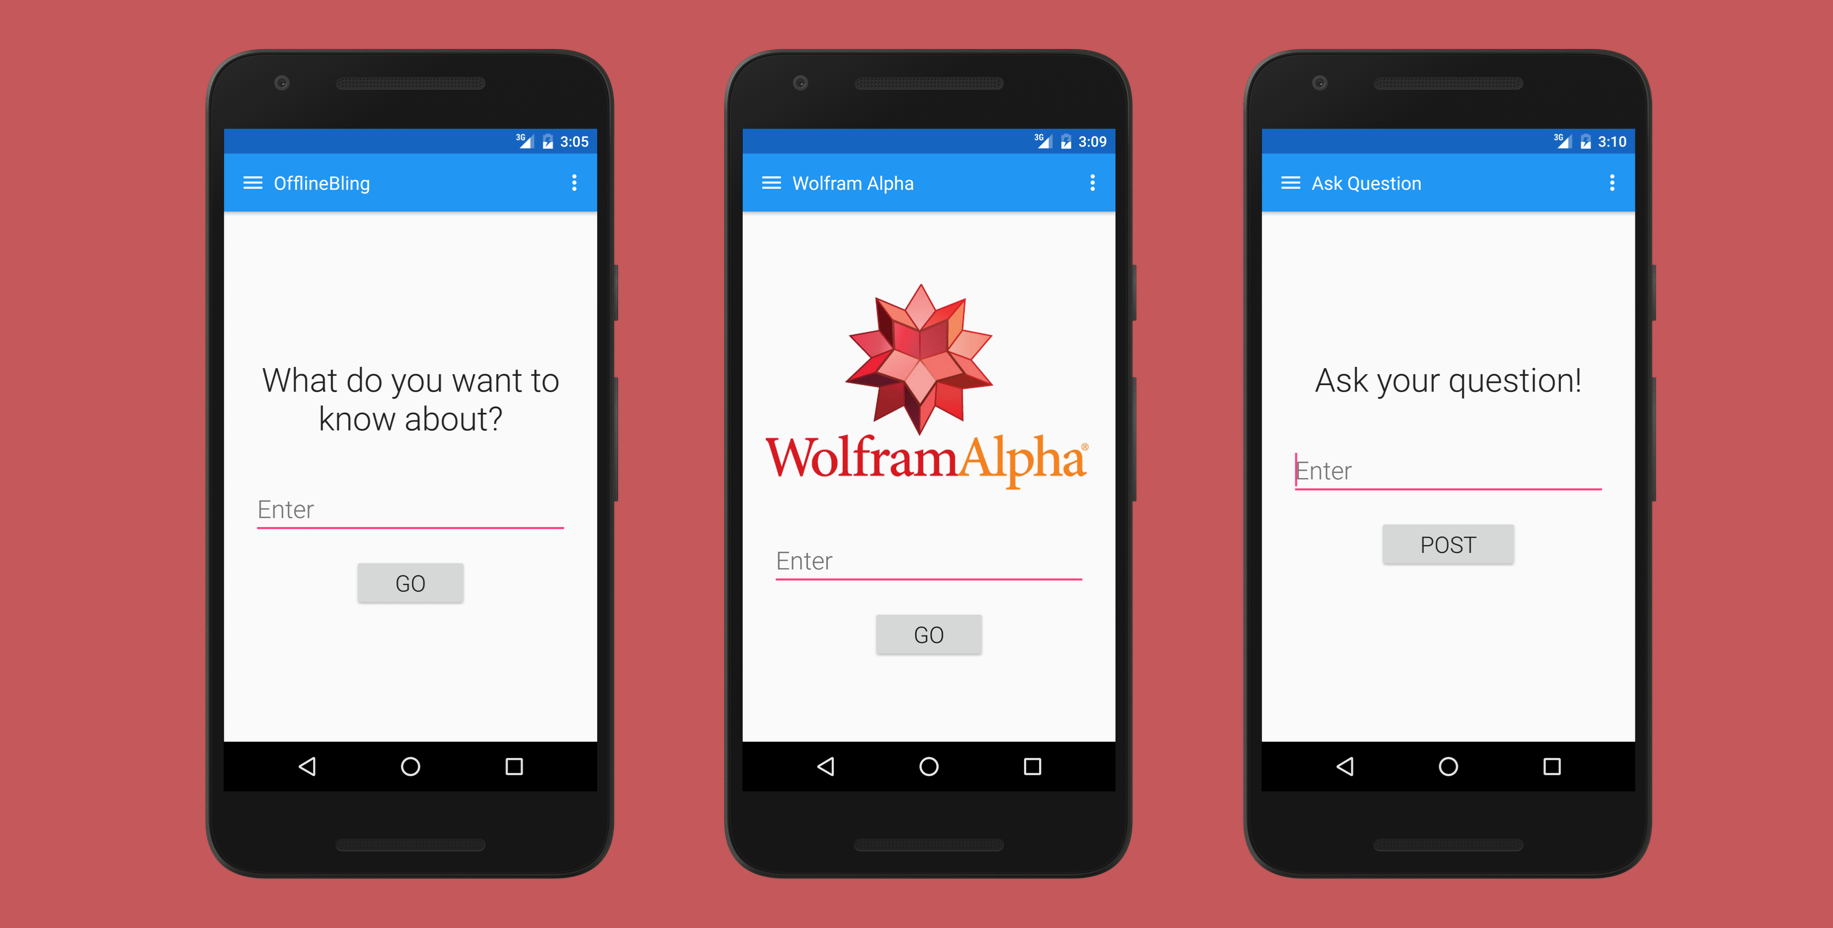 3G 3:05
OfflineBling
What do you want to
know about?
Enter
GO
3G 3:09
Wolfram Alpha
WolframAlpha®
Enter
GO
3G 3:10
Ask Question
Ask your question!
Enter
POST